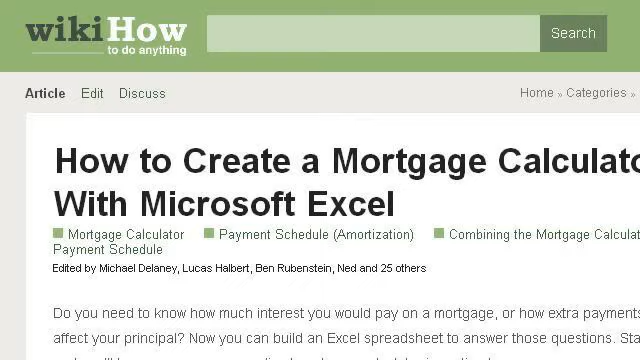 wikiHow
to do anything
Search
Article Edit Discuss
Home » Categories »
How to Create a Mortgage Calculato
With Microsoft Excel
Mortgage Calculator Payment Schedule (Amortization) Combining the Mortgage Calculat
Payment Schedule
Edited by Michael Delaney, Lucas Halbert, Ben Rubenstein, Ned and 25 others
Do you need to know how much interest you would pay on a mortgage, or how extra payments
affect your principal? Now you can build an Excel spreadsheet to answer those questions. Sta